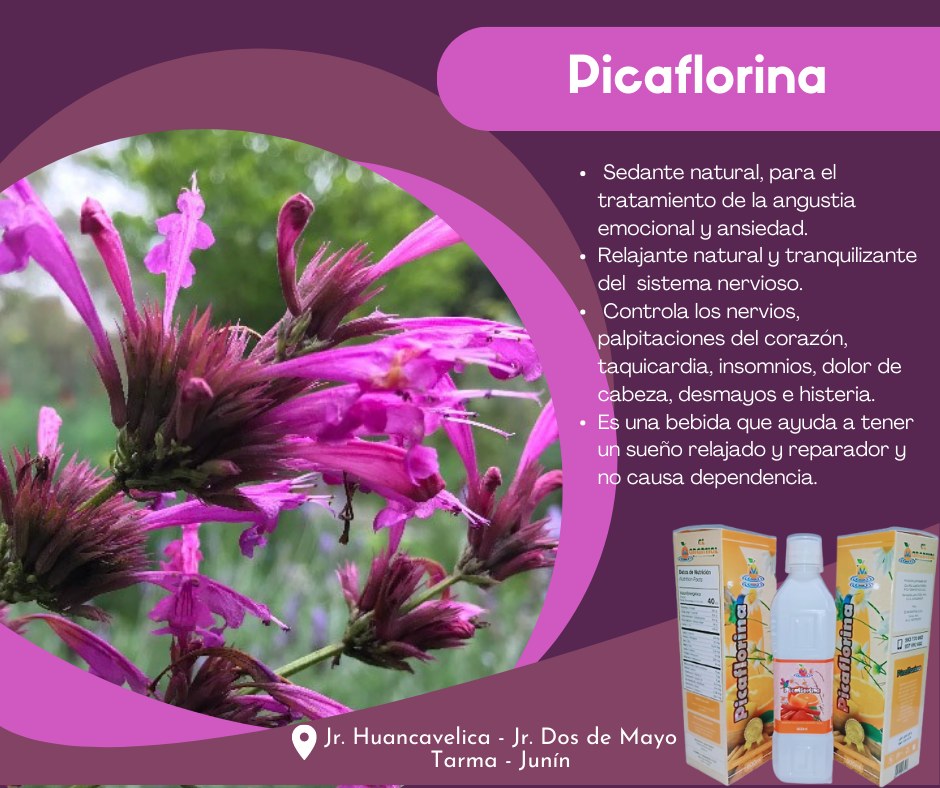 Picaflorina
• Sedante natural, para el
tratamiento de la angustia
emocional y ansiedad.
• Relajante natural y tranquilizante
del sistema nervioso.
• Controla los nervios,
palpitaciones del corazón,
taquicardia, insomnios, dolor de
cabeza, desmayos e histeria.
• Es una bebida que ayuda a tener
un sueño relajado y reparador y
no causa dependencia.
Picaflorina
Picaflorina
Jr. Huancavelica - Jr. Dos de Mayo
Tarma - Junín